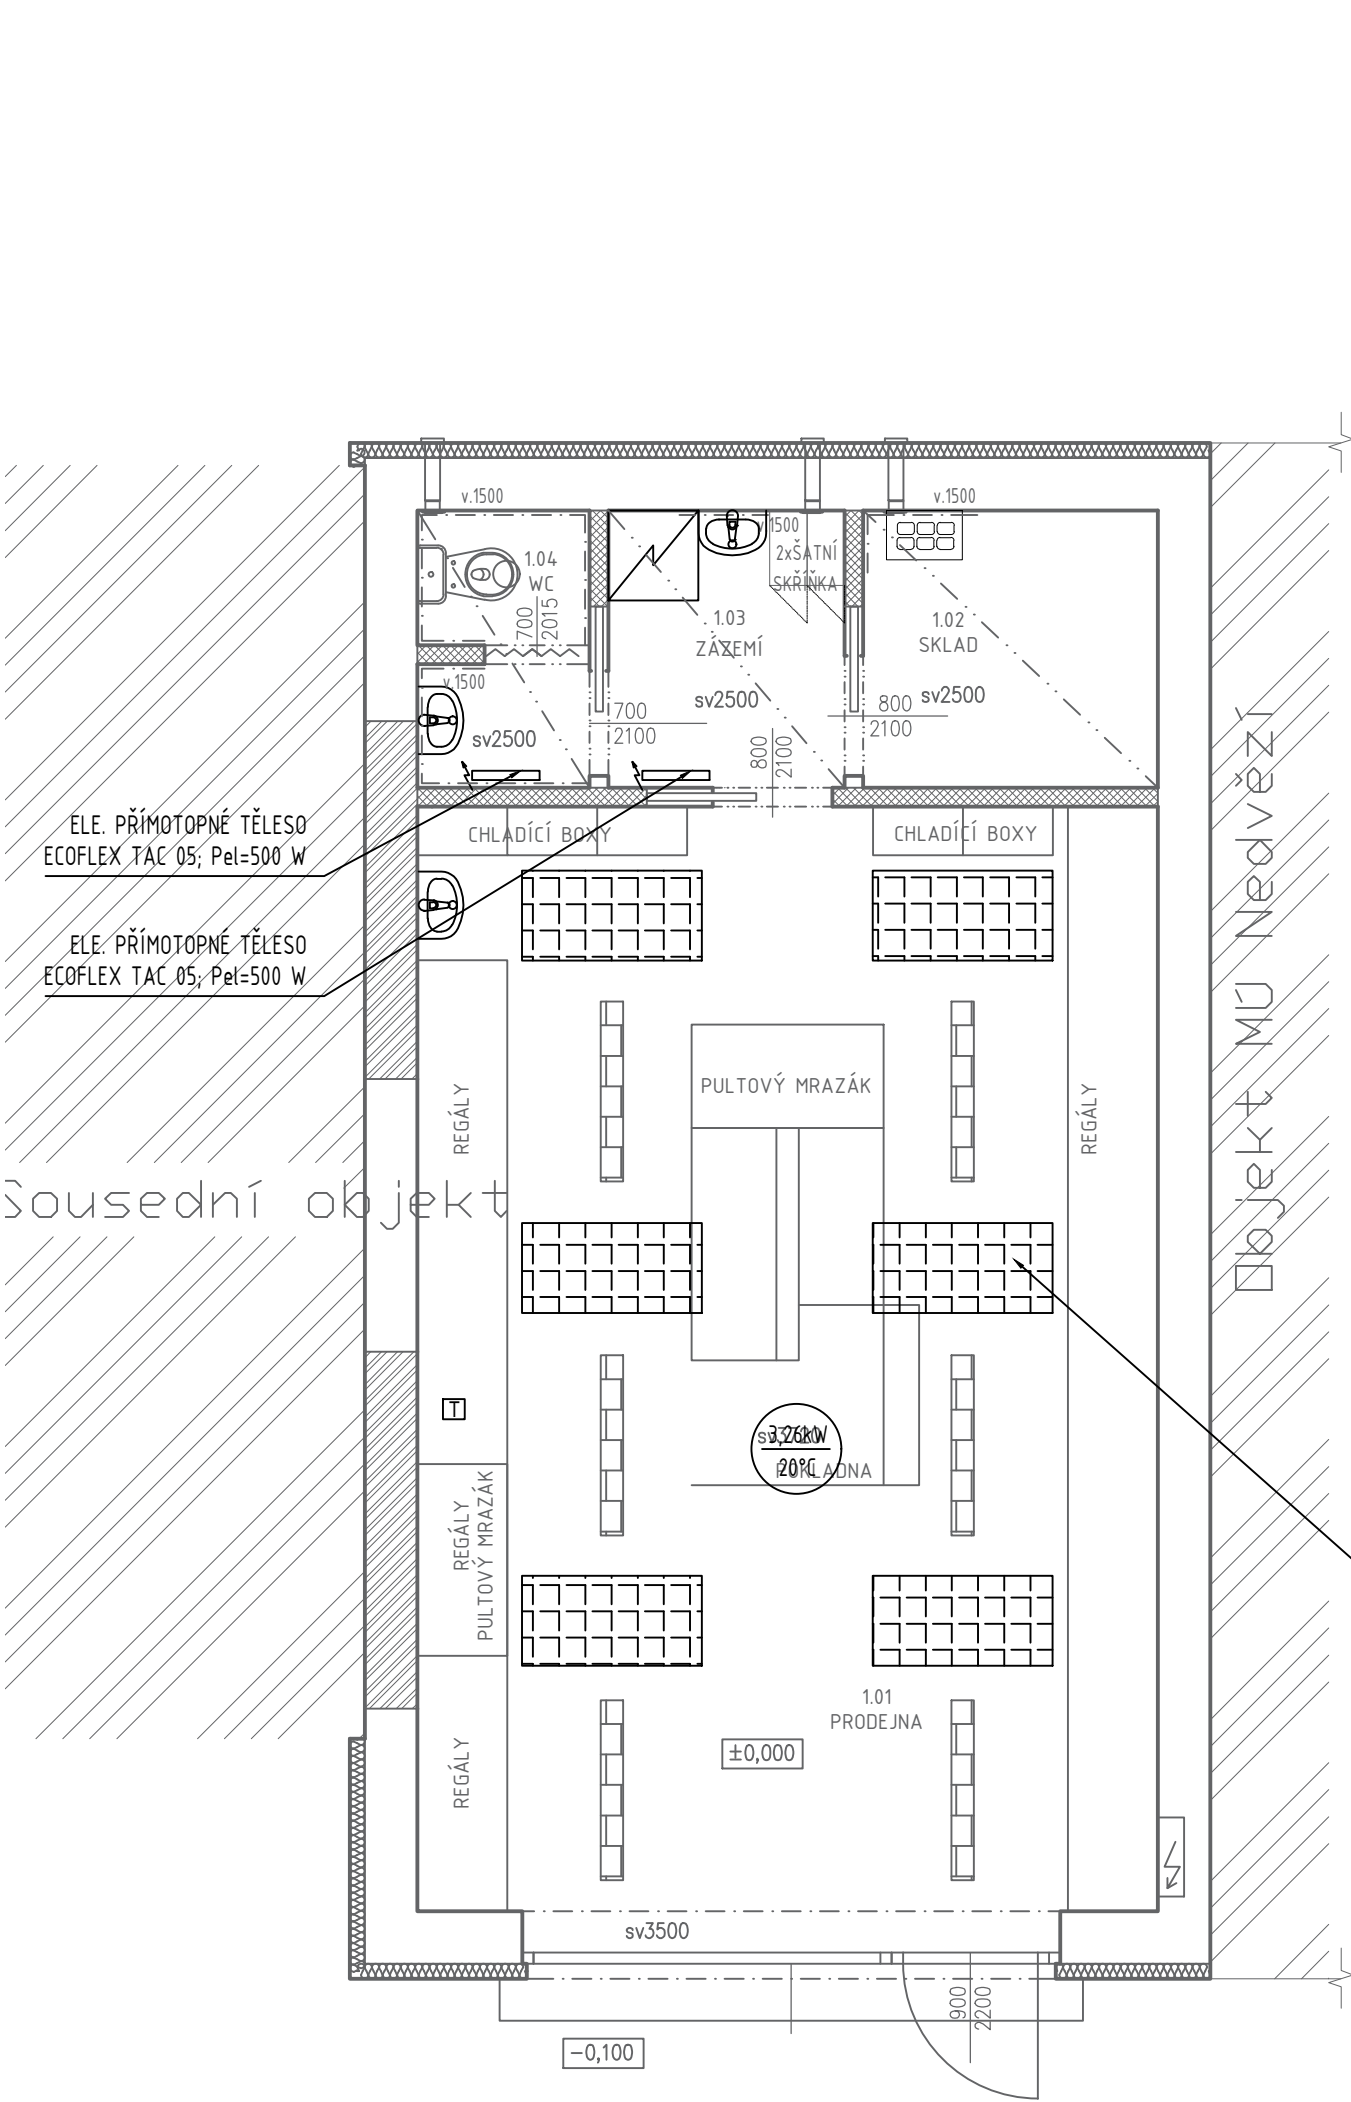 v.1500
v.1500
v.1500
2xŠATNÍ
SKŘÍŇKA
1.04
WC
700
2015
1.03
ZÁZEMÍ
1.02
SKLAD
v.1500
sv2500
sv2500
sv2500
700
2100
800
2100
800
2100
ELE. PŘÍMOTOPNÉ TĚLESO
ECOFLEX TAC 05; Pel=500 W
CHLADÍCÍ BOXY
CHLADÍCÍ BOXY
ELE. PŘÍMOTOPNÉ TĚLESO
ECOFLEX TAC 05; Pel=500 W
Objekt MÚ Nedvězí
PULTOVÝ MRAZÁK
REGÁLY
REGÁLY
Sousední objekt
T
3,26kW
20°C
POKLADNA
REGÁLY
PULTOVÝ MRAZÁK
1.01
PRODEJNA
±0,000
REGÁLY
sv3500
900
2200
-0,100